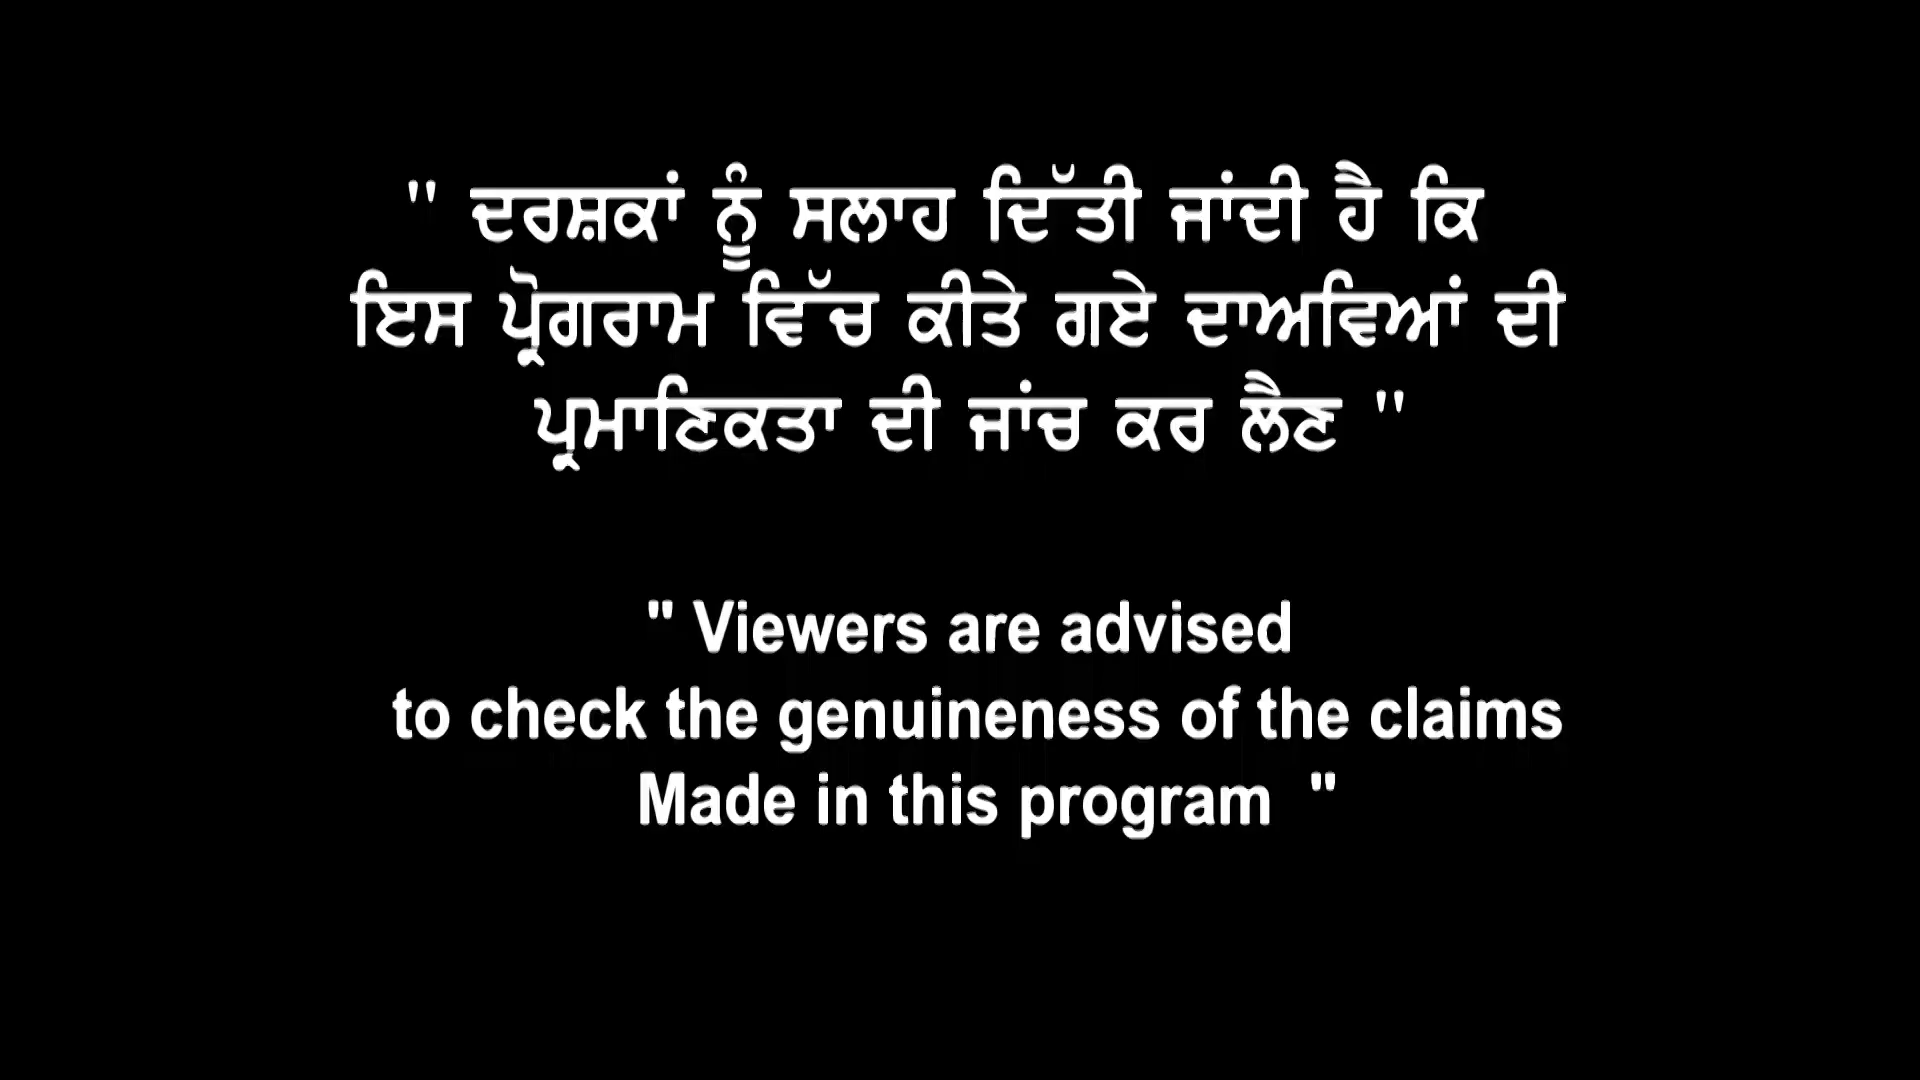 " ਦਰਸ਼ਕਾਂ ਨੂੰ ਸਲਾਹ ਦਿੱਤੀ ਜਾਂਦੀ ਹੈ ਕਿ
ਇਸ ਪ੍ਰੋਗਰਾਮ ਵਿੱਚ ਕੀਤੇ ਗਏ ਦਾਅਵਿਆਂ ਦੀ
ਪ੍ਰਮਾਣਿਕਤਾ ਦੀ ਜਾਂਚ ਕਰ ਲੈਣ "
" Viewers are advised
to check the genuineness of the claims
Made in this program "